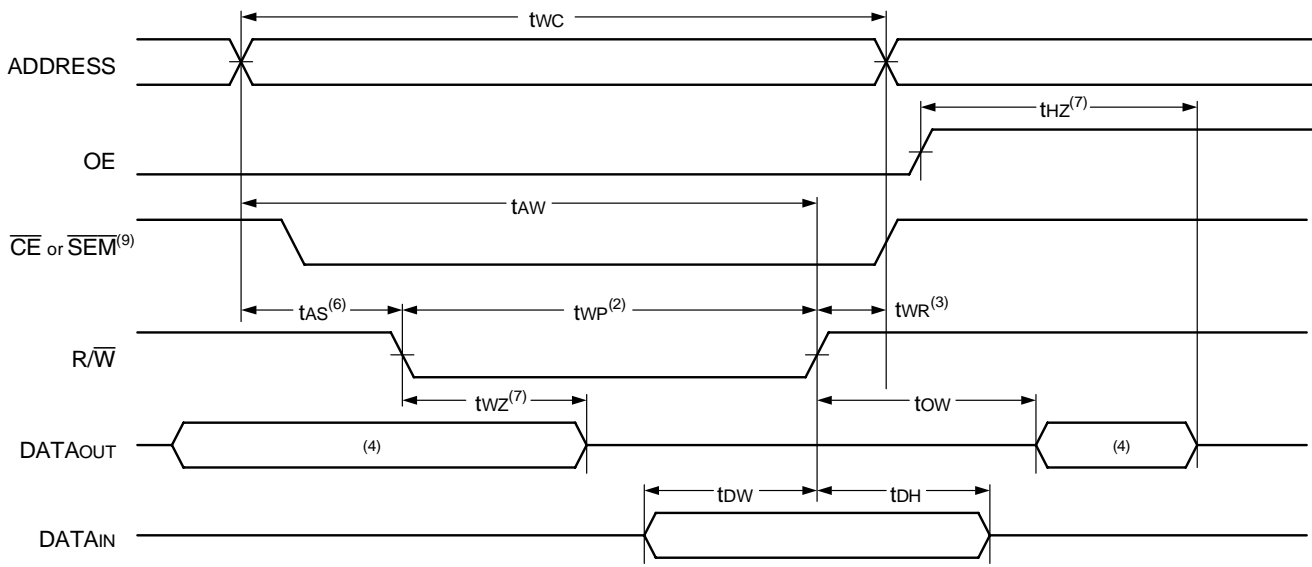 tWC
ADDRESS
tHZ(7)
OE
tAW
CE or SEM(9)
tAS(6)
tWP(2)
tWR(3)
R/W
tWZ(7)
tOW
DATAOUT
(4)
(4)
tDW
tDH
DATAIN